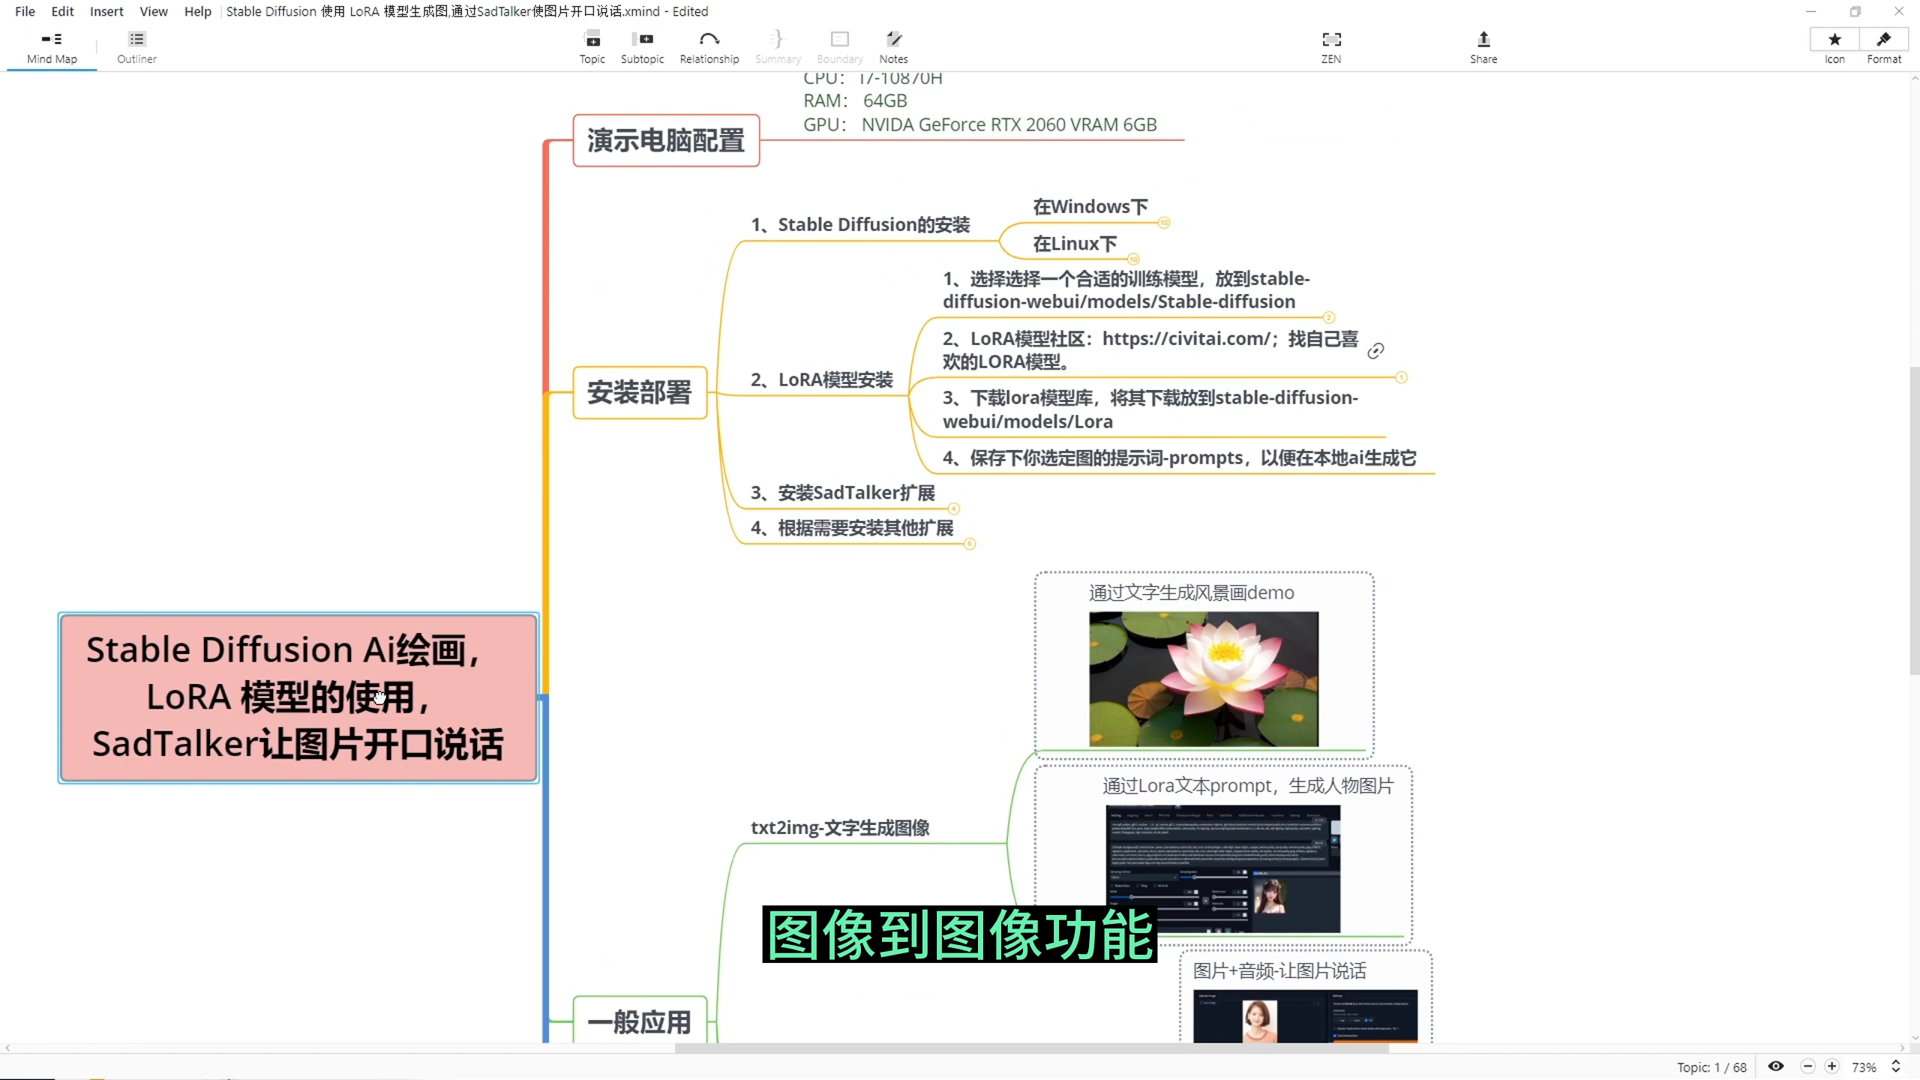 File Edit Insert View Help Stable Diffusion 使用 LoRA 模型生成图,通过SadTalker使图片开口说话.xmind - Edited
Mind Map Outliner Topic Subtopic Relationship Summary Boundary Notes ZEN Share Icon Format
CPU： i7-10870H
RAM： 64GB
GPU： NVIDA GeForce RTX 2060 VRAM 6GB
演示电脑配置
在Windows下
10
1、Stable Diffusion的安装
在Linux下
10
1、选择选择一个合适的训练模型，放到stable-
diffusion-webui/models/Stable-diffusion
2
2、LoRA模型社区：https://civitai.com/；找自己喜
欢的LORA模型。
1
2、LoRA模型安装
安装部署
3、下载lora模型库，将其下载放到stable-diffusion-
webui/models/Lora
4、保存下你选定图的提示词-prompts，以便在本地ai生成它
3、安装SadTalker扩展
4
4、根据需要安装其他扩展
6
通过文字生成风景画demo
Stable Diffusion Ai绘画，
LoRA 模型的使用，
SadTalker让图片开口说话
通过Lora文本prompt，生成人物图片
txt2img-文字生成图像
图像到图像功能
图片+音频-让图片说话
一般应用
Topic: 1 / 68 73%